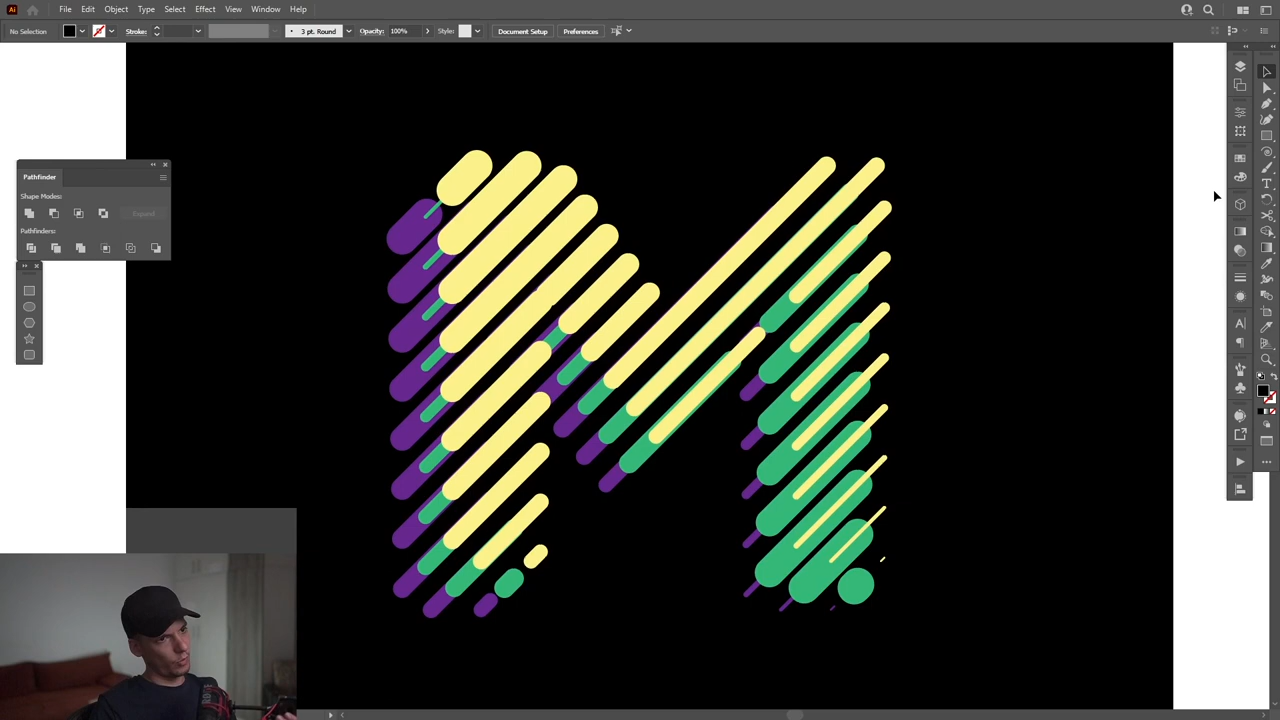 Ai File Edit Object Type Select Effect View Window Help
No Selection Stroke: 3 pt. Round Opacity: 100% Style: Document Setup Preferences
Pathfinder
Shape Modes:
Expand
Pathfinders:
M